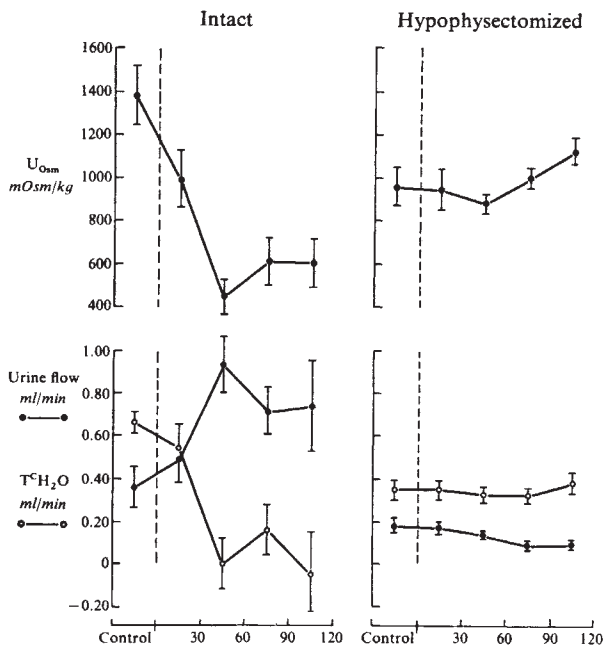 Intact
Hypophysectomized
1600
1400
1200
1000
800
600
400
U_Osm
mOsm/kg
1.00
0.80
0.60
0.40
0.20
0
−0.20
Urine flow
ml/min
TᶜH₂O
ml/min
Control 30 60 90 120
Control 30 60 90 120